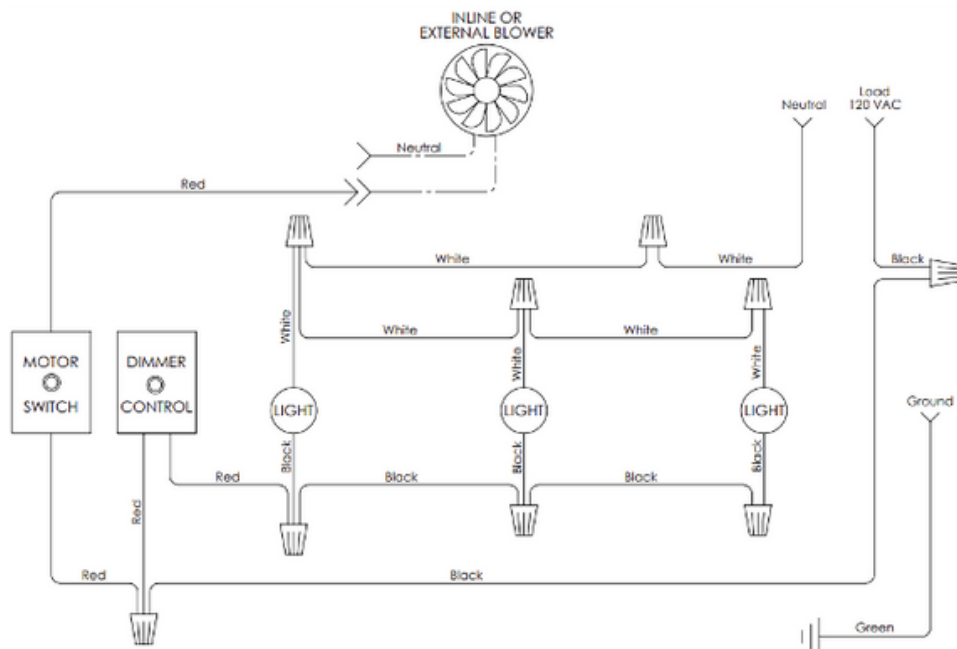 INLINE OR
EXTERNAL BLOWER
Load
120 VAC
Neutral
Neutral
Red
White
White
Black
White
White
White
White
White
MOTOR
SWITCH
DIMMER
CONTROL
LIGHT
LIGHT
LIGHT
Ground
Black
Black
Black
Red
Black
Black
Red
Red
Black
Green